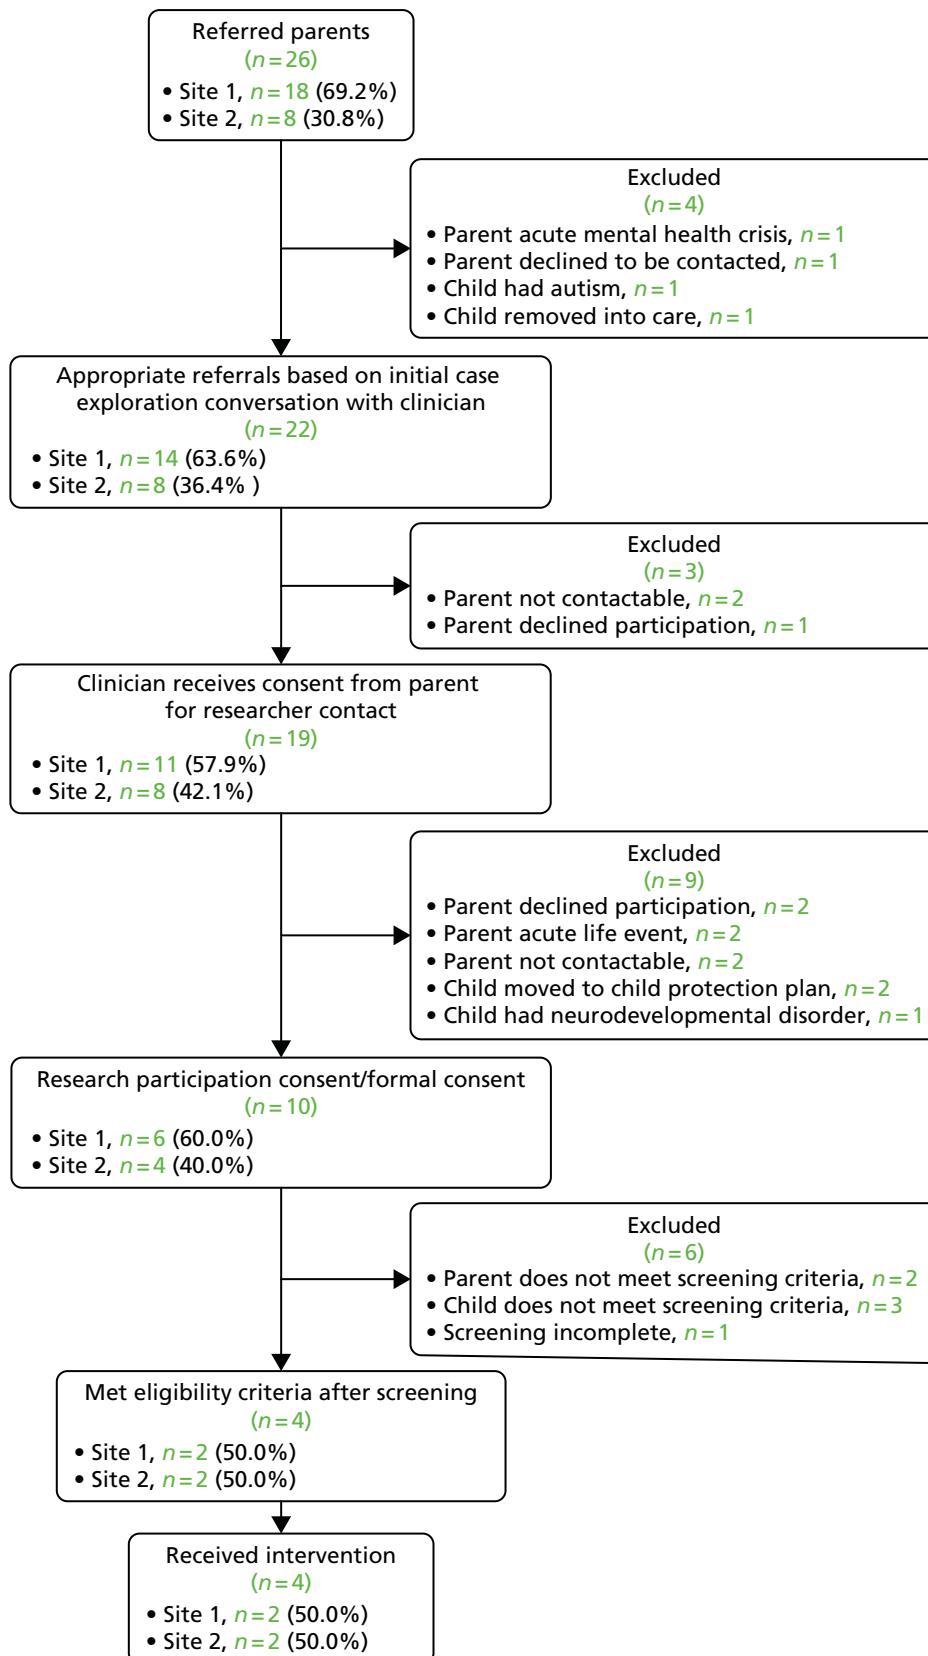 Referred parents
(n=26)
• Site 1, n=18 (69.2%)
• Site 2, n=8 (30.8%)
Excluded
(n=4)
• Parent acute mental health crisis, n=1
• Parent declined to be contacted, n=1
• Child had autism, n=1
• Child removed into care, n=1
Appropriate referrals based on initial case
exploration conversation with clinician
(n=22)
• Site 1, n=14 (63.6%)
• Site 2, n=8 (36.4% )
Excluded
(n=3)
• Parent not contactable, n=2
• Parent declined participation, n=1
Clinician receives consent from parent
for researcher contact
(n=19)
• Site 1, n=11 (57.9%)
• Site 2, n=8 (42.1%)
Excluded
(n=9)
• Parent declined participation, n=2
• Parent acute life event, n=2
• Parent not contactable, n=2
• Child moved to child protection plan, n=2
• Child had neurodevelopmental disorder, n=1
Research participation consent/formal consent
(n=10)
• Site 1, n=6 (60.0%)
• Site 2, n=4 (40.0%)
Excluded
(n=6)
• Parent does not meet screening criteria, n=2
• Child does not meet screening criteria, n=3
• Screening incomplete, n=1
Met eligibility criteria after screening
(n=4)
• Site 1, n=2 (50.0%)
• Site 2, n=2 (50.0%)
Received intervention
(n=4)
• Site 1, n=2 (50.0%)
• Site 2, n=2 (50.0%)